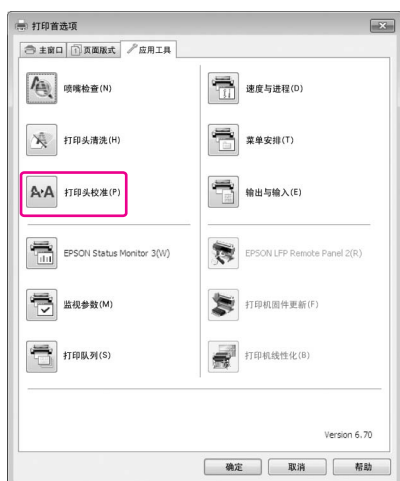 打印首选项
主窗口 页面版式 应用工具
喷嘴检查(N)
速度与进程(D)
打印头清洗(H)
菜单安排(T)
打印头校准(P)
输出与输入(E)
EPSON Status Monitor 3(W)
EPSON LFP Remote Panel 2(R)
监视参数(M)
打印机固件更新(F)
打印队列(S)
打印机线性化(B)
Version 6.70
确定 取消 帮助